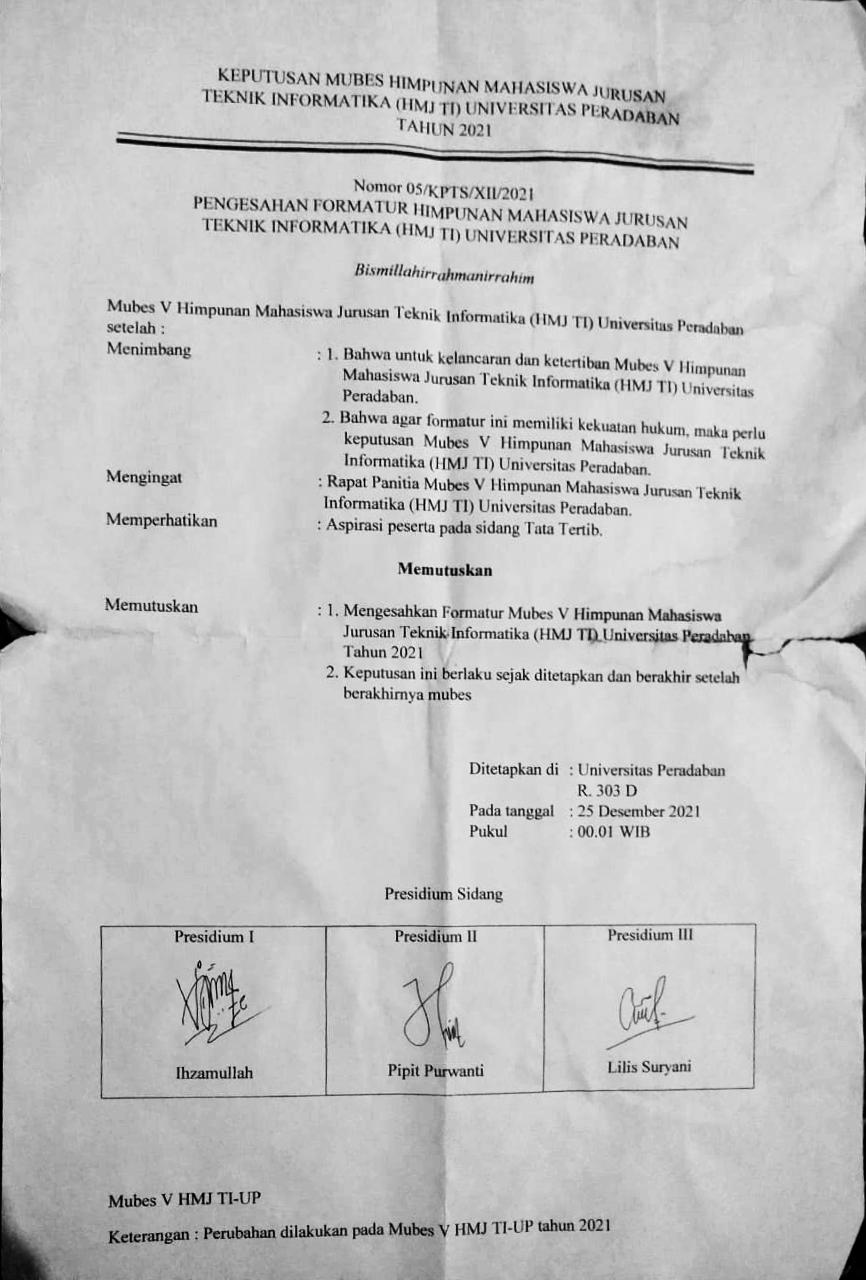 KEPUTUSAN MUBES HIMPUNAN MAHASISWA JURUSAN
TEKNIK INFORMATIKA (HMJ TI) UNIVERSITAS PERADABAN
TAHUN 2021
Nomor 05/KPTS/XII/2021
PENGESAHAN FORMATUR HIMPUNAN MAHASISWA JURUSAN
TEKNIK INFORMATIKA (HMJ TI) UNIVERSITAS PERADABAN
Bismillahirrahmanirrahim
Mubes V Himpunan Mahasiswa Jurusan Teknik Informatika (HMJ TI) Universitas Peradaban
setelah :
Menimbang : 1. Bahwa untuk kelancaran dan ketertiban Mubes V Himpunan
Mahasiswa Jurusan Teknik Informatika (HMJ TI) Universitas
Peradaban.
2. Bahwa agar formatur ini memiliki kekuatan hukum, maka perlu
keputusan Mubes V Himpunan Mahasiswa Jurusan Teknik
Informatika (HMJ TI) Universitas Peradaban.
Mengingat : Rapat Panitia Mubes V Himpunan Mahasiswa Jurusan Teknik
Informatika (HMJ TI) Universitas Peradaban.
Memperhatikan : Aspirasi peserta pada sidang Tata Tertib.
Memutuskan
Memutuskan : 1. Mengesahkan Formatur Mubes V Himpunan Mahasiswa
Jurusan Teknik Informatika (HMJ TI) Universitas Peradaban
Tahun 2021
2. Keputusan ini berlaku sejak ditetapkan dan berakhir setelah
berakhirnya mubes
Ditetapkan di : Universitas Peradaban
R. 303 D
Pada tanggal : 25 Desember 2021
Pukul : 00.01 WIB
Presidium Sidang
Presidium I Presidium II Presidium III
Ihzamullah Pipit Purwanti Lilis Suryani
Mubes V HMJ TI-UP
Keterangan : Perubahan dilakukan pada Mubes V HMJ TI-UP tahun 2021